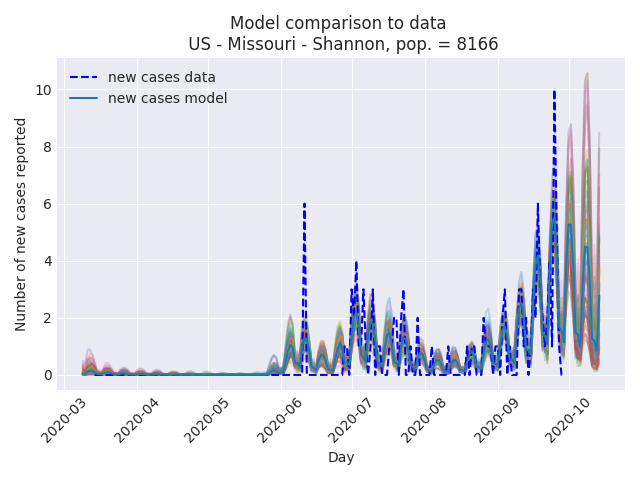 Model comparison to data
US - Missouri - Shannon, pop. = 8166
new cases data
new cases model
Number of new cases reported
10
8
6
4
2
0
2020-03
2020-04
2020-05
2020-06
2020-07
2020-08
2020-09
2020-10
Day